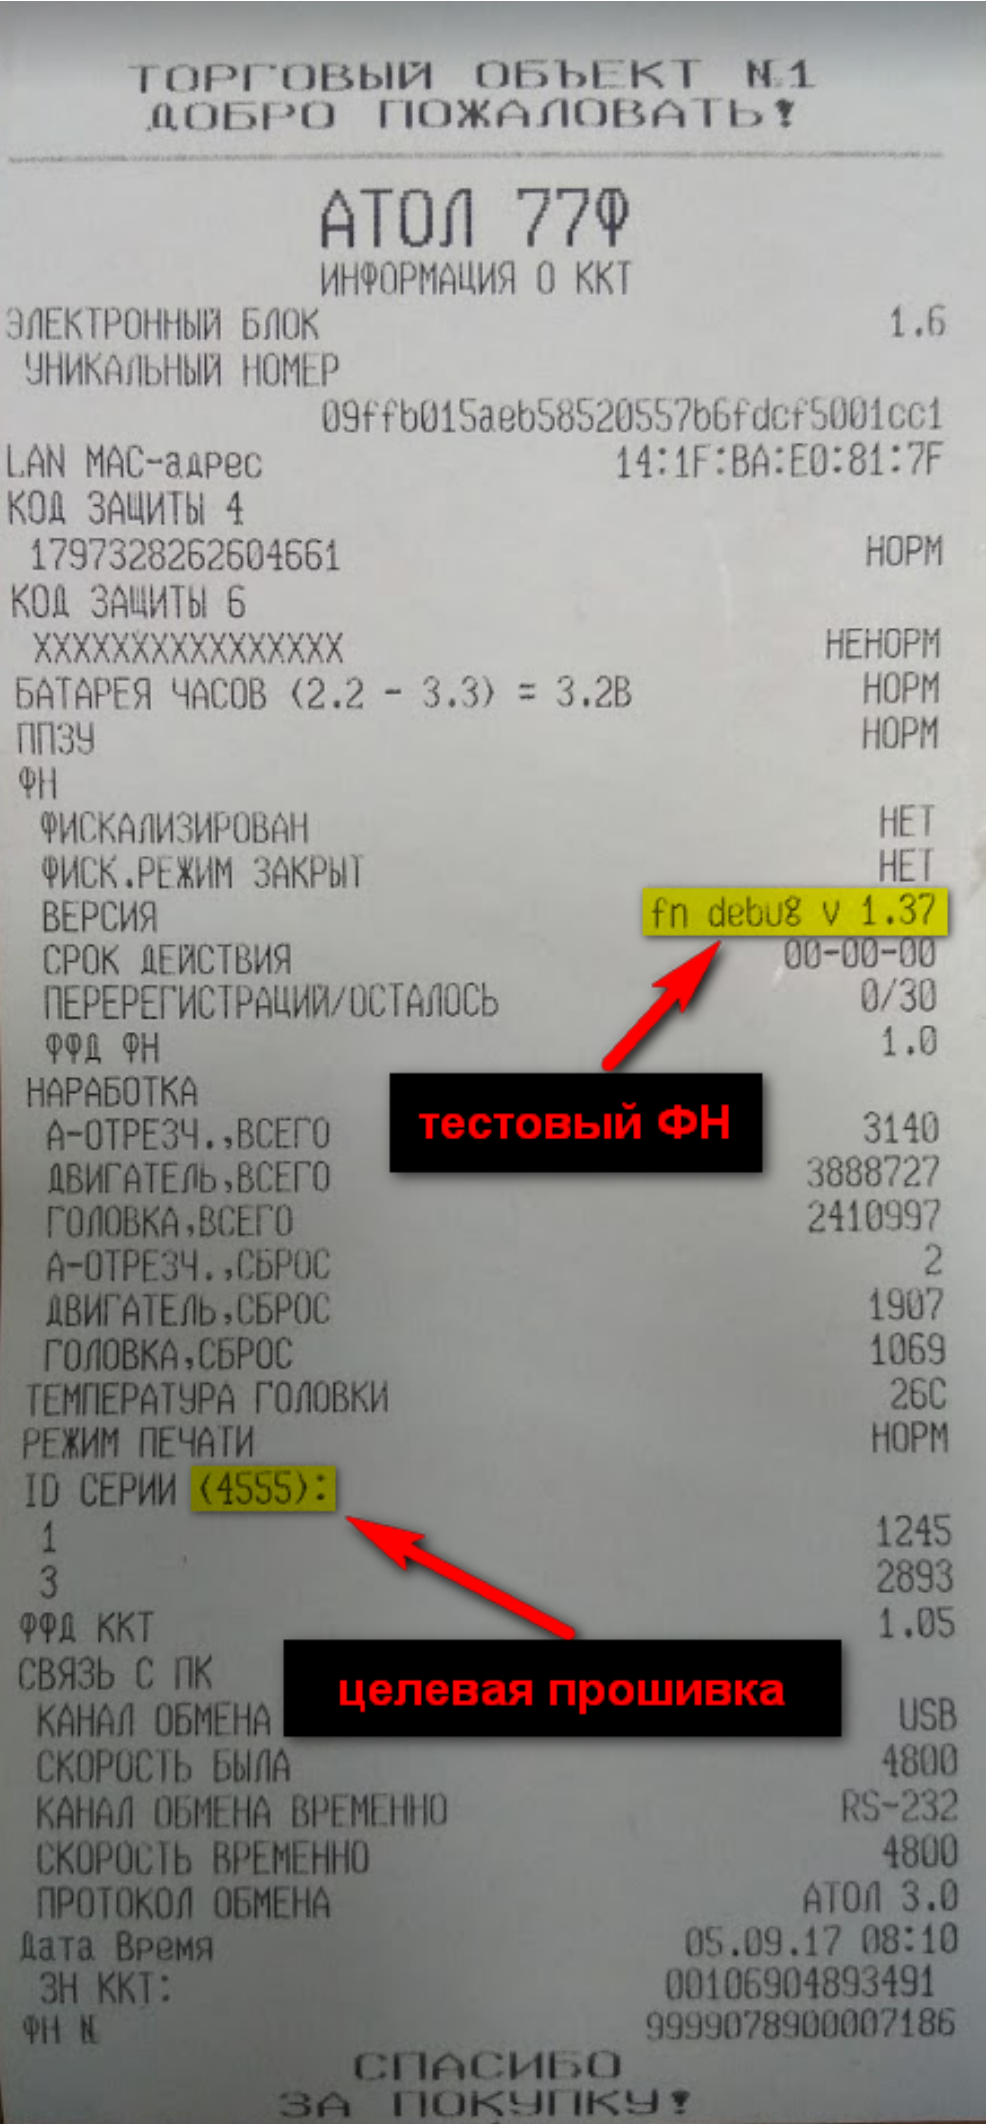 ТОРГОВЫЙ ОБЪЕКТ №1
ДОБРО ПОЖАЛОВАТЬ!
АТОЛ 77Ф
ИНФОРМАЦИЯ О ККТ
ЭЛЕКТРОННЫЙ БЛОК 1.6
УНИКАЛЬНЫЙ НОМЕР
09ffb015aeb58520557b6fdcf5001cc1
LAN MAC-адрес 14:1F:BA:E0:81:7F
КОД ЗАЩИТЫ 4
1797328262604661 НОРМ
КОД ЗАЩИТЫ 6
XXXXXXXXXXXXXXXX НЕНОРМ
БАТАРЕЯ ЧАСОВ (2.2 - 3.3) = 3.2В НОРМ
ППЗУ НОРМ
ФН
ФИСКАЛИЗИРОВАН НЕТ
ФИСК.РЕЖИМ ЗАКРЫТ НЕТ
ВЕРСИЯ fn debug v 1.37
СРОК ДЕЙСТВИЯ 00-00-00
ПЕРЕРЕГИСТРАЦИЙ/ОСТАЛОСЬ 0/30
ФФД ФН 1.0
НАРАБОТКА
тестовый ФН
А-ОТРЕЗЧ.,ВСЕГО 3140
ДВИГАТЕЛЬ,ВСЕГО 3888727
ГОЛОВКА,ВСЕГО 2410997
А-ОТРЕЗЧ.,СБРОС 2
ДВИГАТЕЛЬ,СБРОС 1907
ГОЛОВКА,СБРОС 1069
ТЕМПЕРАТУРА ГОЛОВКИ 26С
РЕЖИМ ПЕЧАТИ НОРМ
ID СЕРИИ (4555):
1 1245
3 2893
ФФД ККТ 1.05
СВЯЗЬ С ПК
целевая прошивка
КАНАЛ ОБМЕНА USB
СКОРОСТЬ БЫЛА 4800
КАНАЛ ОБМЕНА ВРЕМЕННО RS-232
СКОРОСТЬ ВРЕМЕННО 4800
ПРОТОКОЛ ОБМЕНА АТОЛ 3.0
Дата Время 05.09.17 08:10
ЗН ККТ: 00106904893491
ФН № 9999078900007186
СПАСИБО
ЗА ПОКУПКУ!